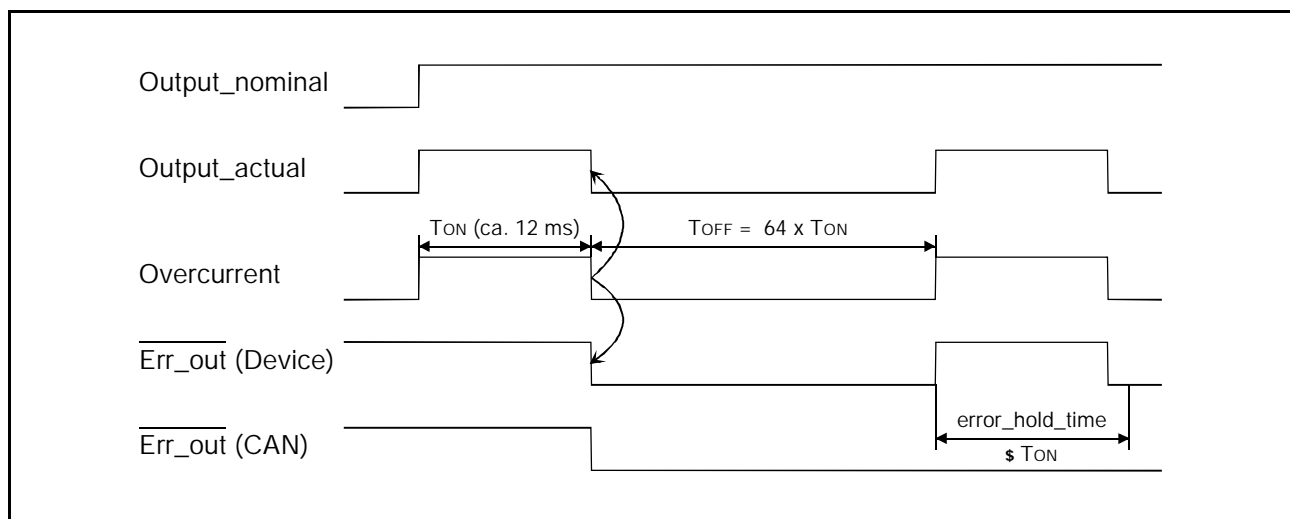 Output_nominal
Output_actual
TON (ca. 12 ms)
TOFF = 64 x TON
Overcurrent
Err_out (Device)
error_hold_time
$ TON
Err_out (CAN)